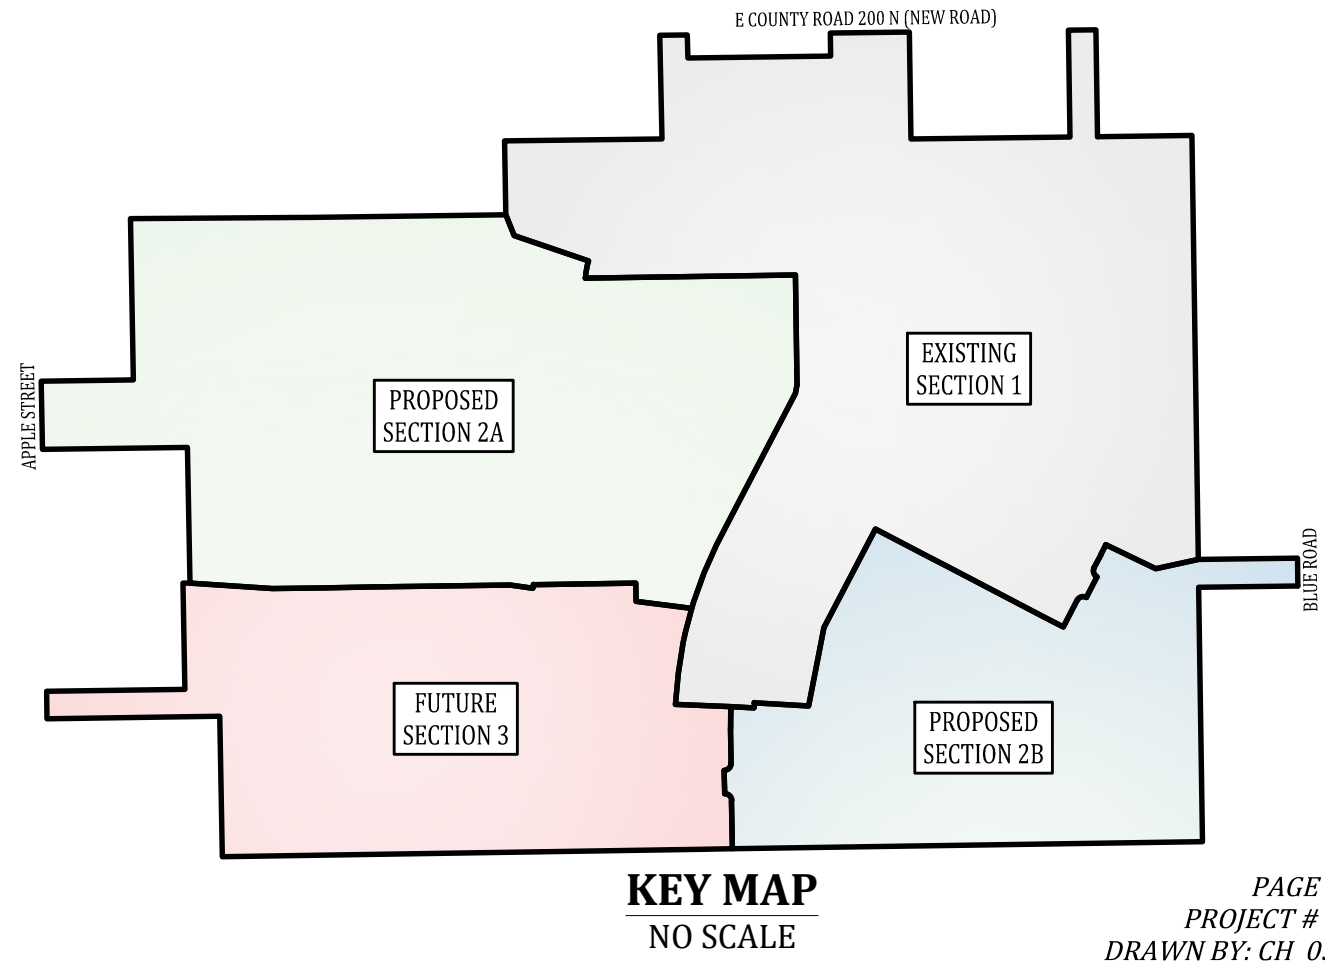 E COUNTY ROAD 200 N (NEW ROAD)
EXISTING
SECTION 1
APPLE STREET
PROPOSED
SECTION 2A
BLUE ROAD
FUTURE
SECTION 3
PROPOSED
SECTION 2B
KEY MAP
NO SCALE
PAGE
PROJECT #
DRAWN BY: CH 0.